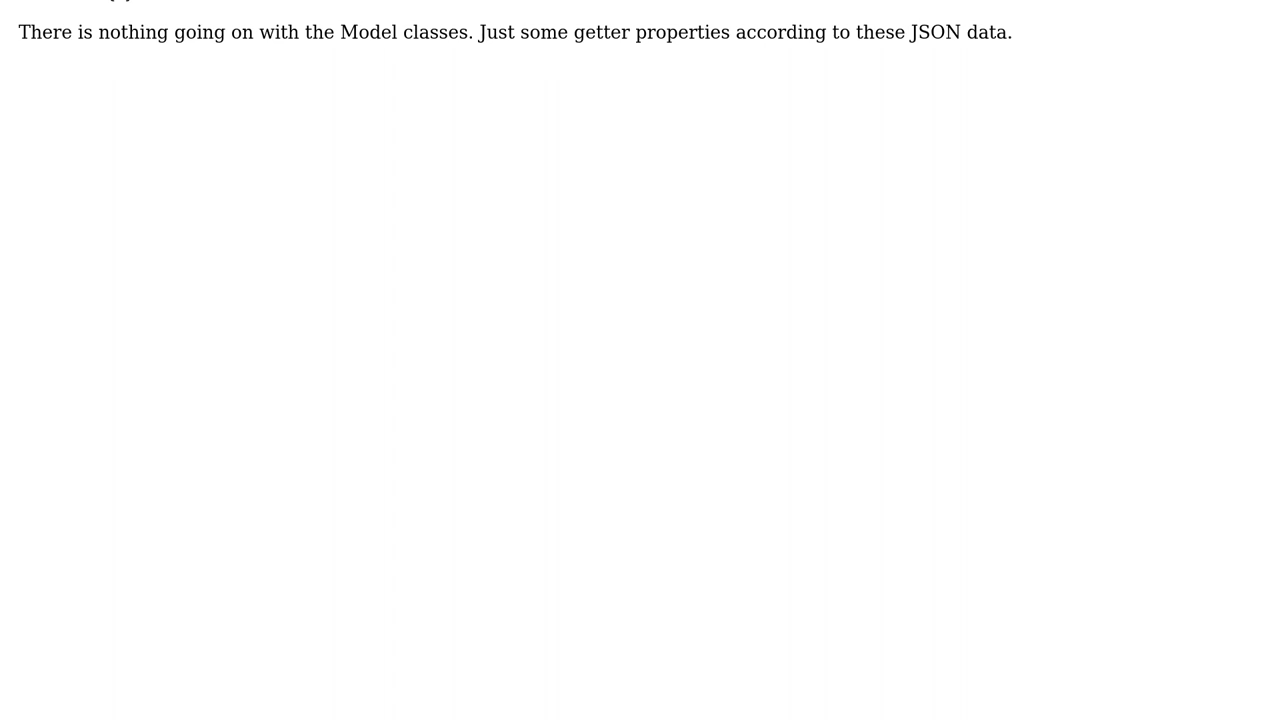 There is nothing going on with the Model classes. Just some getter properties according to these JSON data.